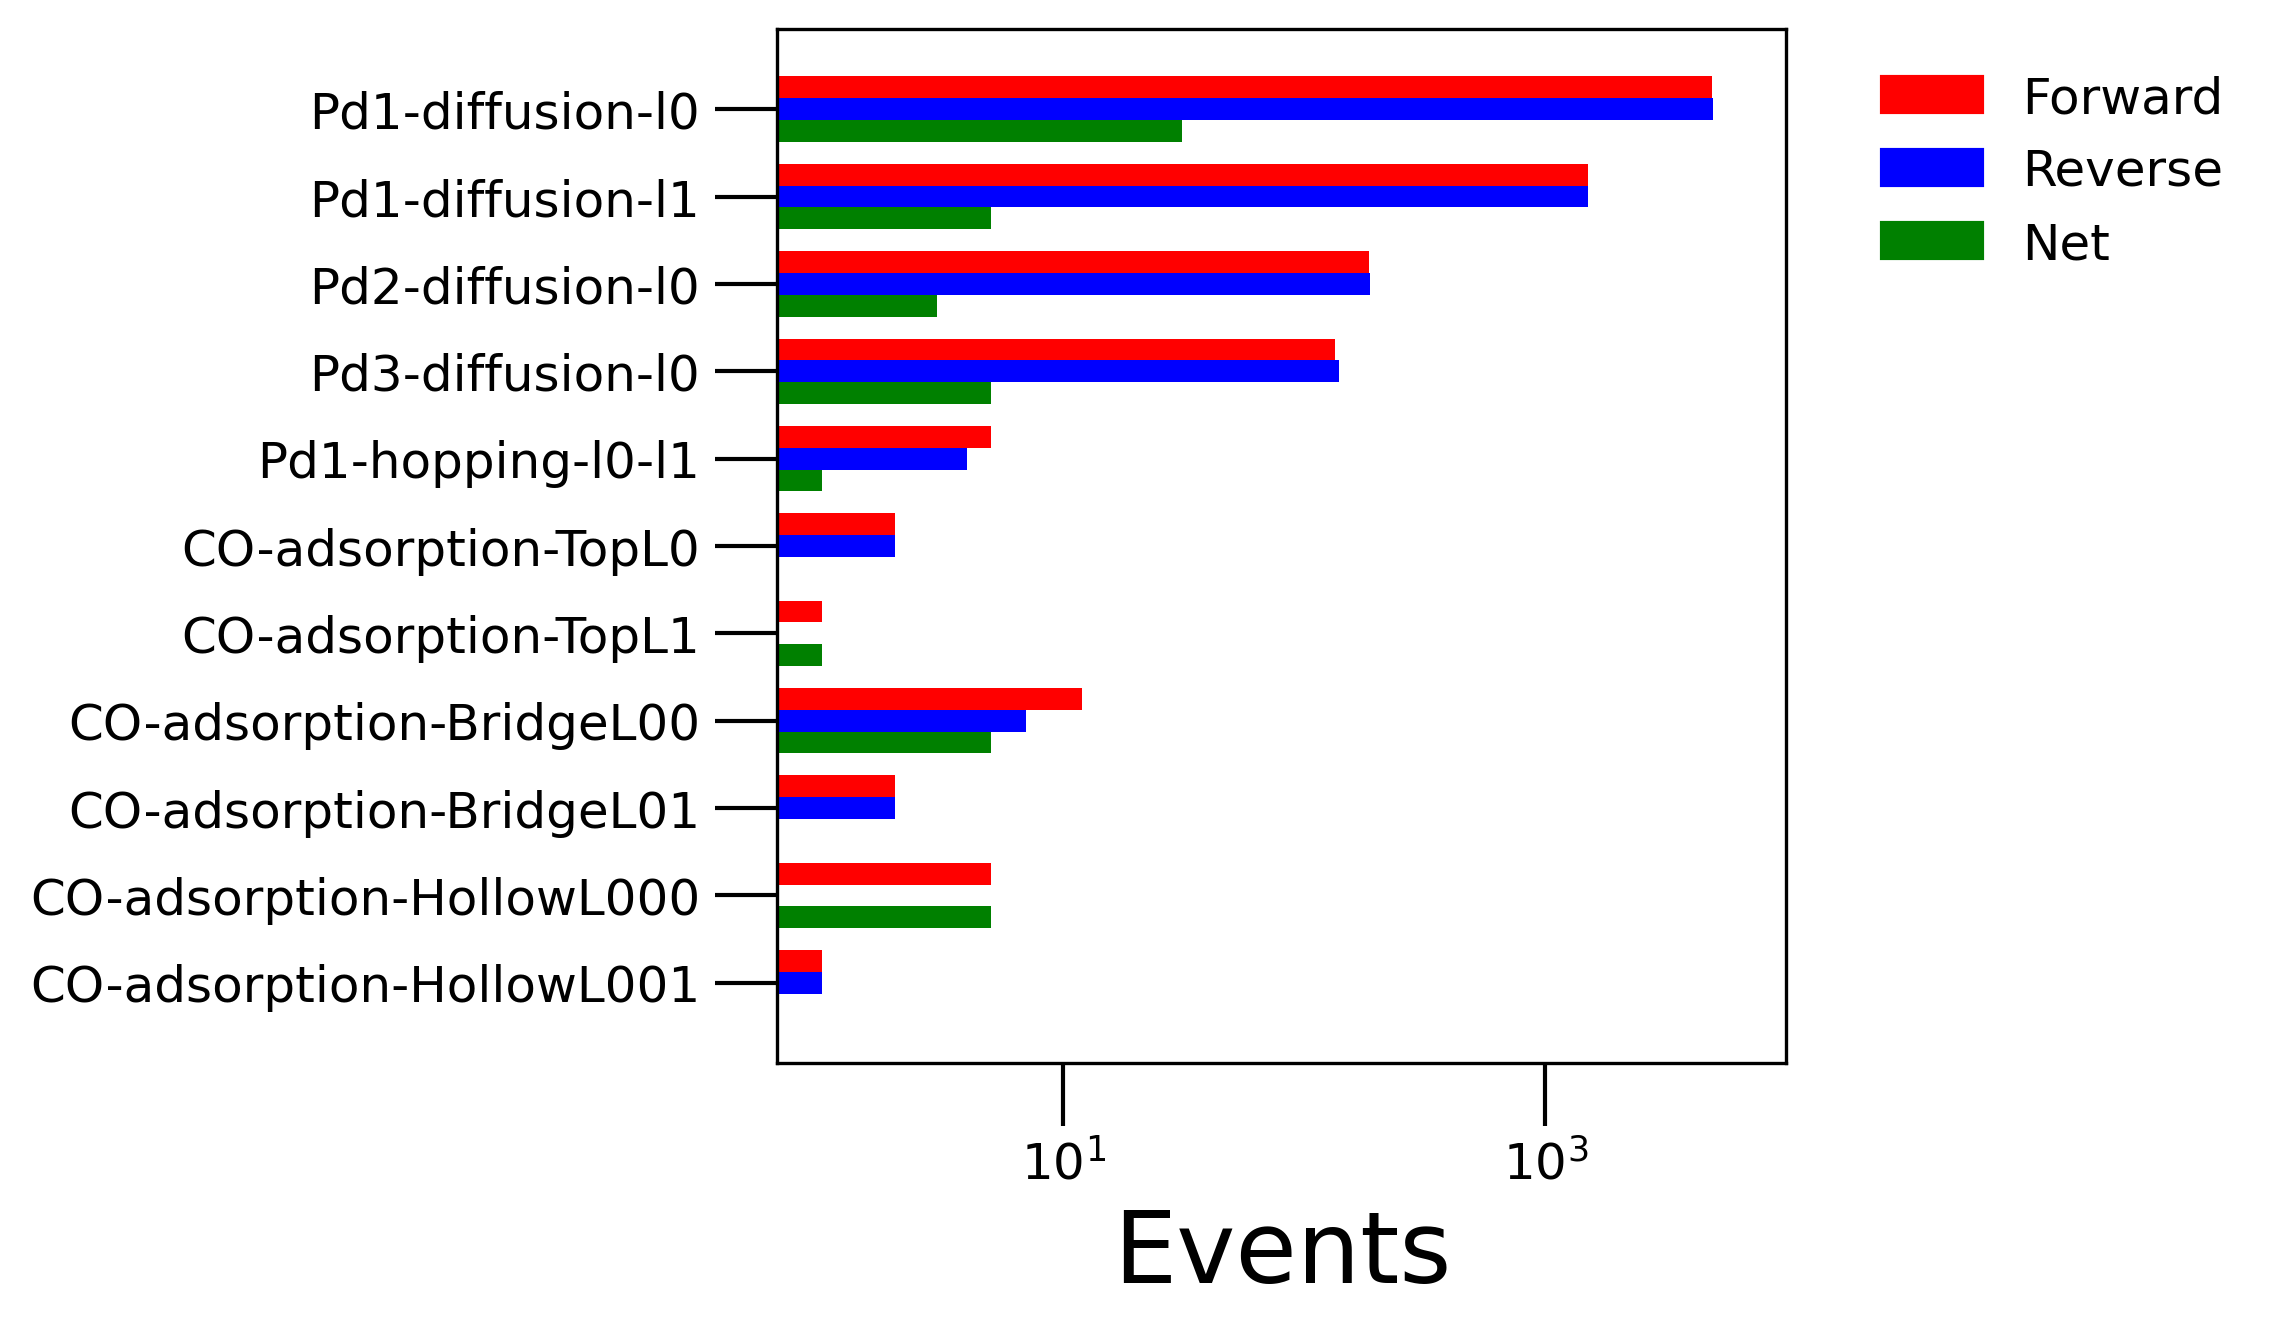 Pd1-diffusion-l0
Pd1-diffusion-l1
Pd2-diffusion-l0
Pd3-diffusion-l0
Pd1-hopping-l0-l1
CO-adsorption-TopL0
CO-adsorption-TopL1
CO-adsorption-BridgeL00
CO-adsorption-BridgeL01
CO-adsorption-HollowL000
CO-adsorption-HollowL001
10¹ 10³
Events
Forward
Reverse
Net